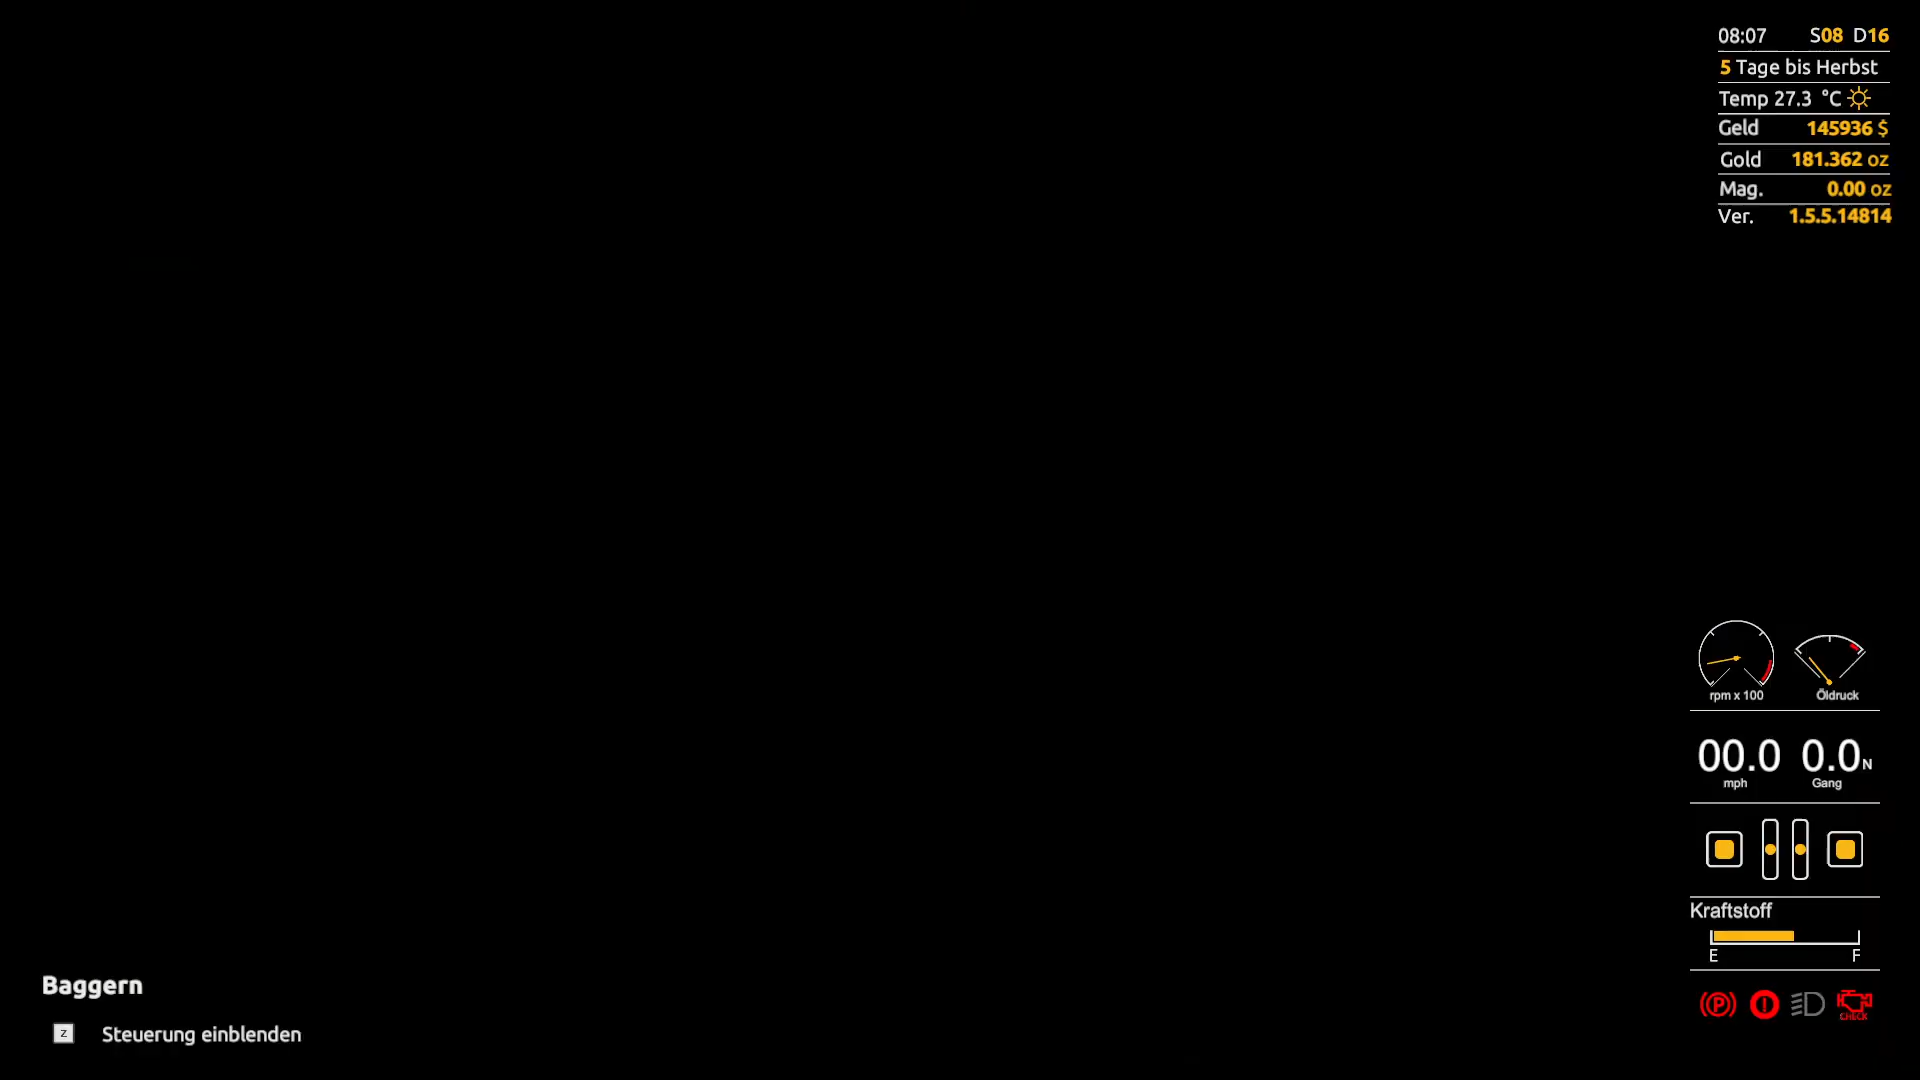 08:07 S08 D16
5 Tage bis Herbst
Temp 27.3 °C
Geld 145936 $
Gold 181.362 oz
Mag. 0.00 oz
Ver. 1.5.5.14814
rpm x 100 Öldruck
00.0 0.0 N
mph Gang
Kraftstoff
E F
P ! CHECK
Baggern
z Steuerung einblenden